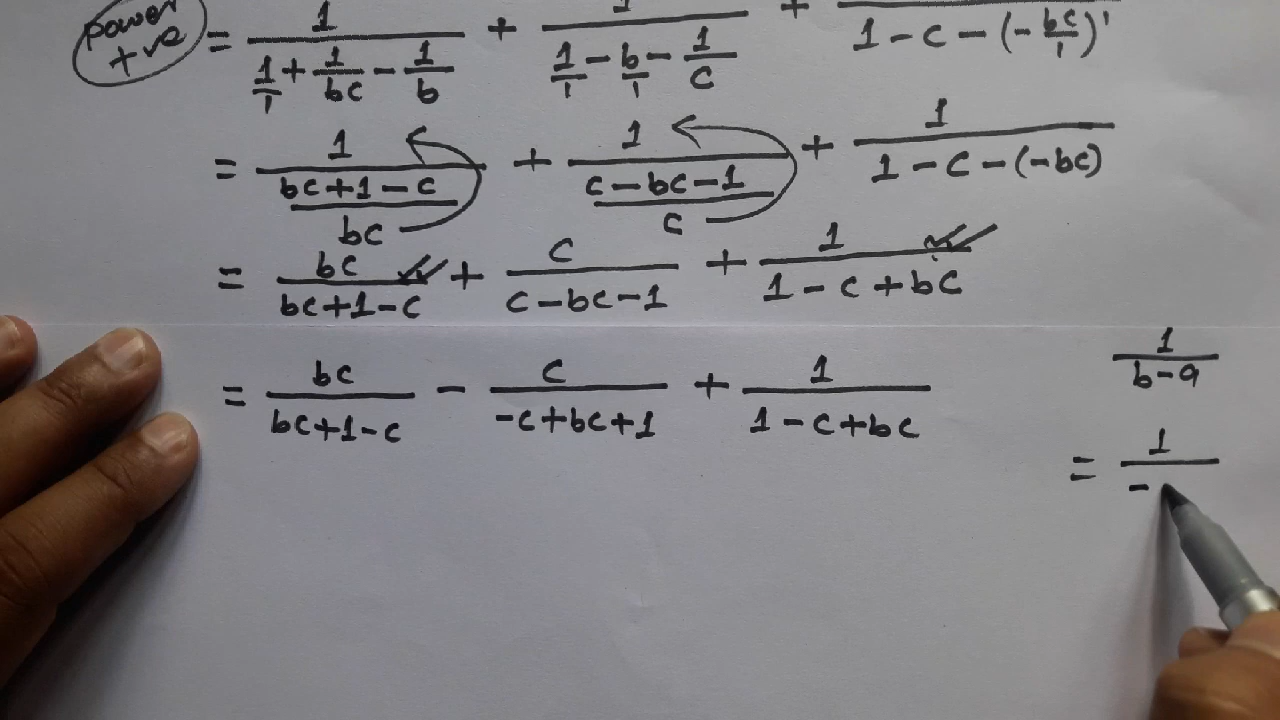 power +ve = 1/(1/1 + 1/bc - 1/b) + 1/(1/1 - b/1 - 1/c) + 1 - c - (-bc/1)¹
= 1/((bc+1-c)/bc) + 1/((c-bc-1)/c) + 1/(1-c-(-bc))
= bc/(bc+1-c) + c/(c-bc-1) + 1/(1-c+bc)
= bc/(bc+1-c) - c/(-c+bc+1) + 1/(1-c+bc)
1/(b-a)
= 1/-